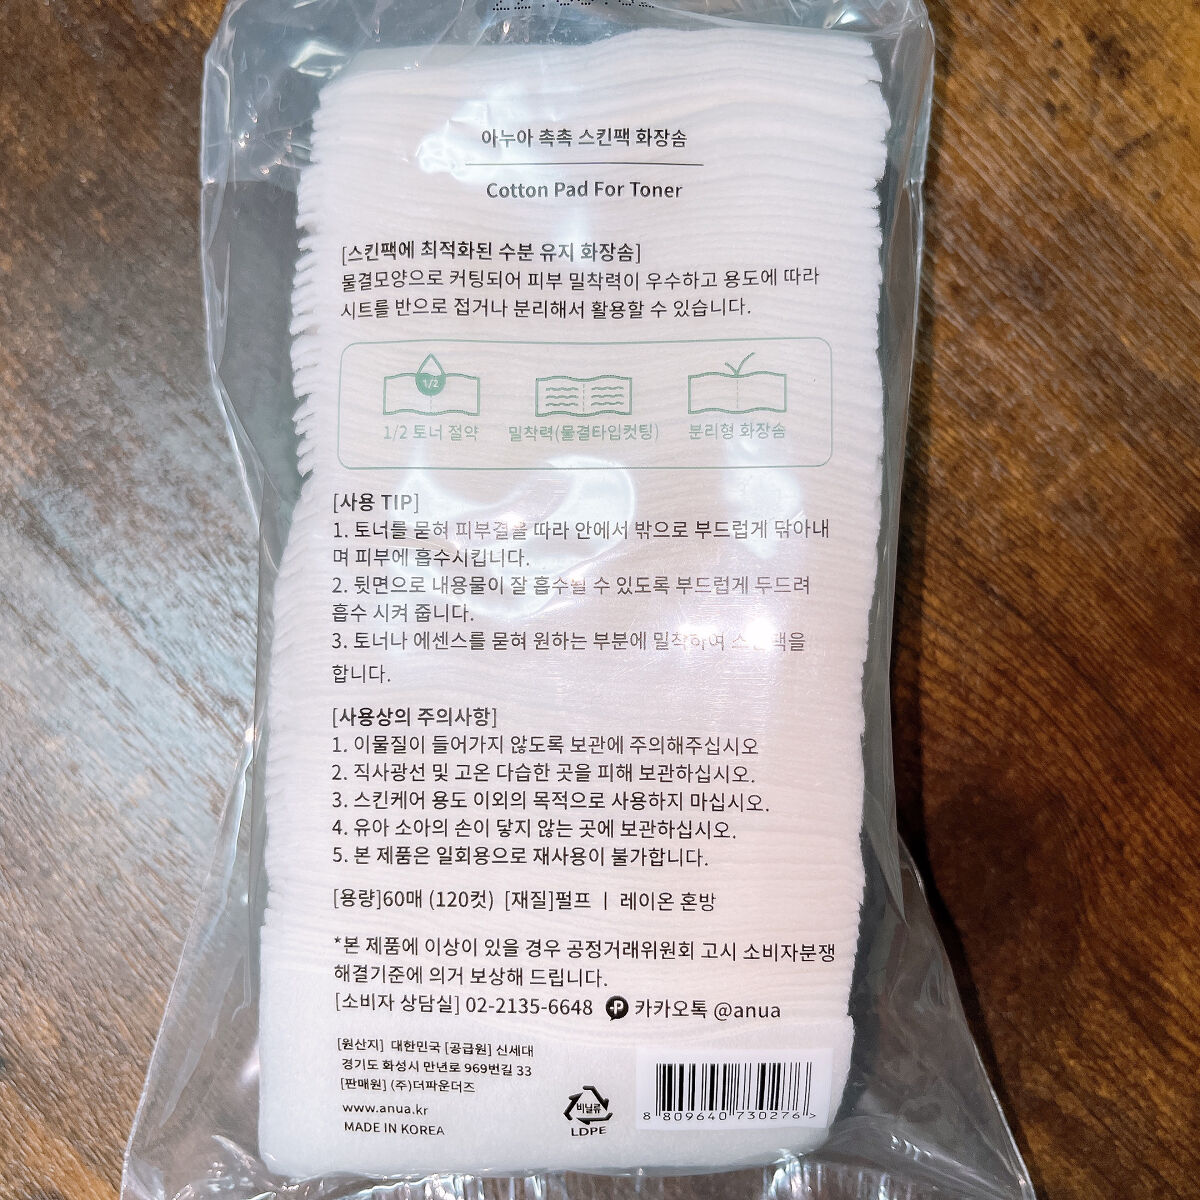 아누아 촉촉 스킨팩 화장솜
Cotton Pad For Toner
[스킨팩에 최적화된 수분 유지 화장솜]
물결모양으로 커팅되어 피부 밀착력이 우수하고 용도에 따라
시트를 반으로 접거나 분리해서 활용할 수 있습니다.
1/2
1/2 토너 절약 밀착력(물결타입컷팅) 분리형 화장솜
[사용 TIP]
1. 토너를 묻혀 피부결을 따라 안에서 밖으로 부드럽게 닦아내
며 피부에 흡수시킵니다.
2. 뒷면으로 내용물이 잘 흡수될 수 있도록 부드럽게 두드려
흡수 시켜 줍니다.
3. 토너나 에센스를 묻혀 원하는 부분에 밀착하여 스킨팩을
합니다.
[사용상의 주의사항]
1. 이물질이 들어가지 않도록 보관에 주의해주십시오
2. 직사광선 및 고온 다습한 곳을 피해 보관하십시오.
3. 스킨케어 용도 이외의 목적으로 사용하지 마십시오.
4. 유아 소아의 손이 닿지 않는 곳에 보관하십시오.
5. 본 제품은 일회용으로 재사용이 불가합니다.
[용량]60매 (120컷) [재질]펄프 | 레이온 혼방
*본 제품에 이상이 있을 경우 공정거래위원회 고시 소비자분쟁
해결기준에 의거 보상해 드립니다.
[소비자 상담실] 02-2135-6648 P 카카오톡 @anua
[원산지] 대한민국 [공급원] 신세대
경기도 화성시 만년로 969번길 33
[판매원] (주)더파운더즈
www.anua.kr
MADE IN KOREA
비닐류
LDPE
8 809640 730276 >